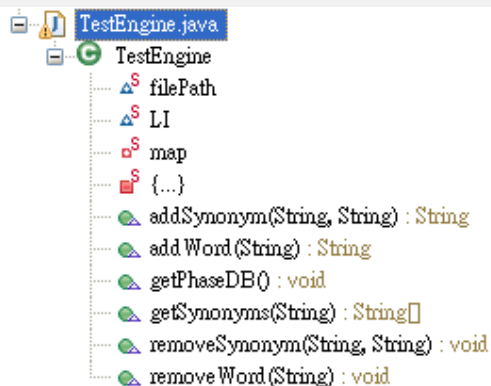 TestEngine.java
TestEngine
S filePath
S LI
S map
S {...}
addSynonym(String, String) : String
addWord(String) : String
getPhaseDB() : void
getSynonyms(String) : String[]
removeSynonym(String, String) : void
removeWord(String) : void